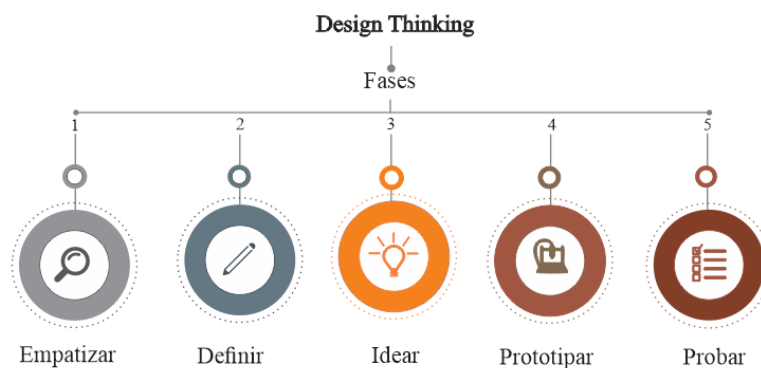 Design Thinking
Fases
1 2 3 4 5
Empatizar Definir Idear Prototipar Probar